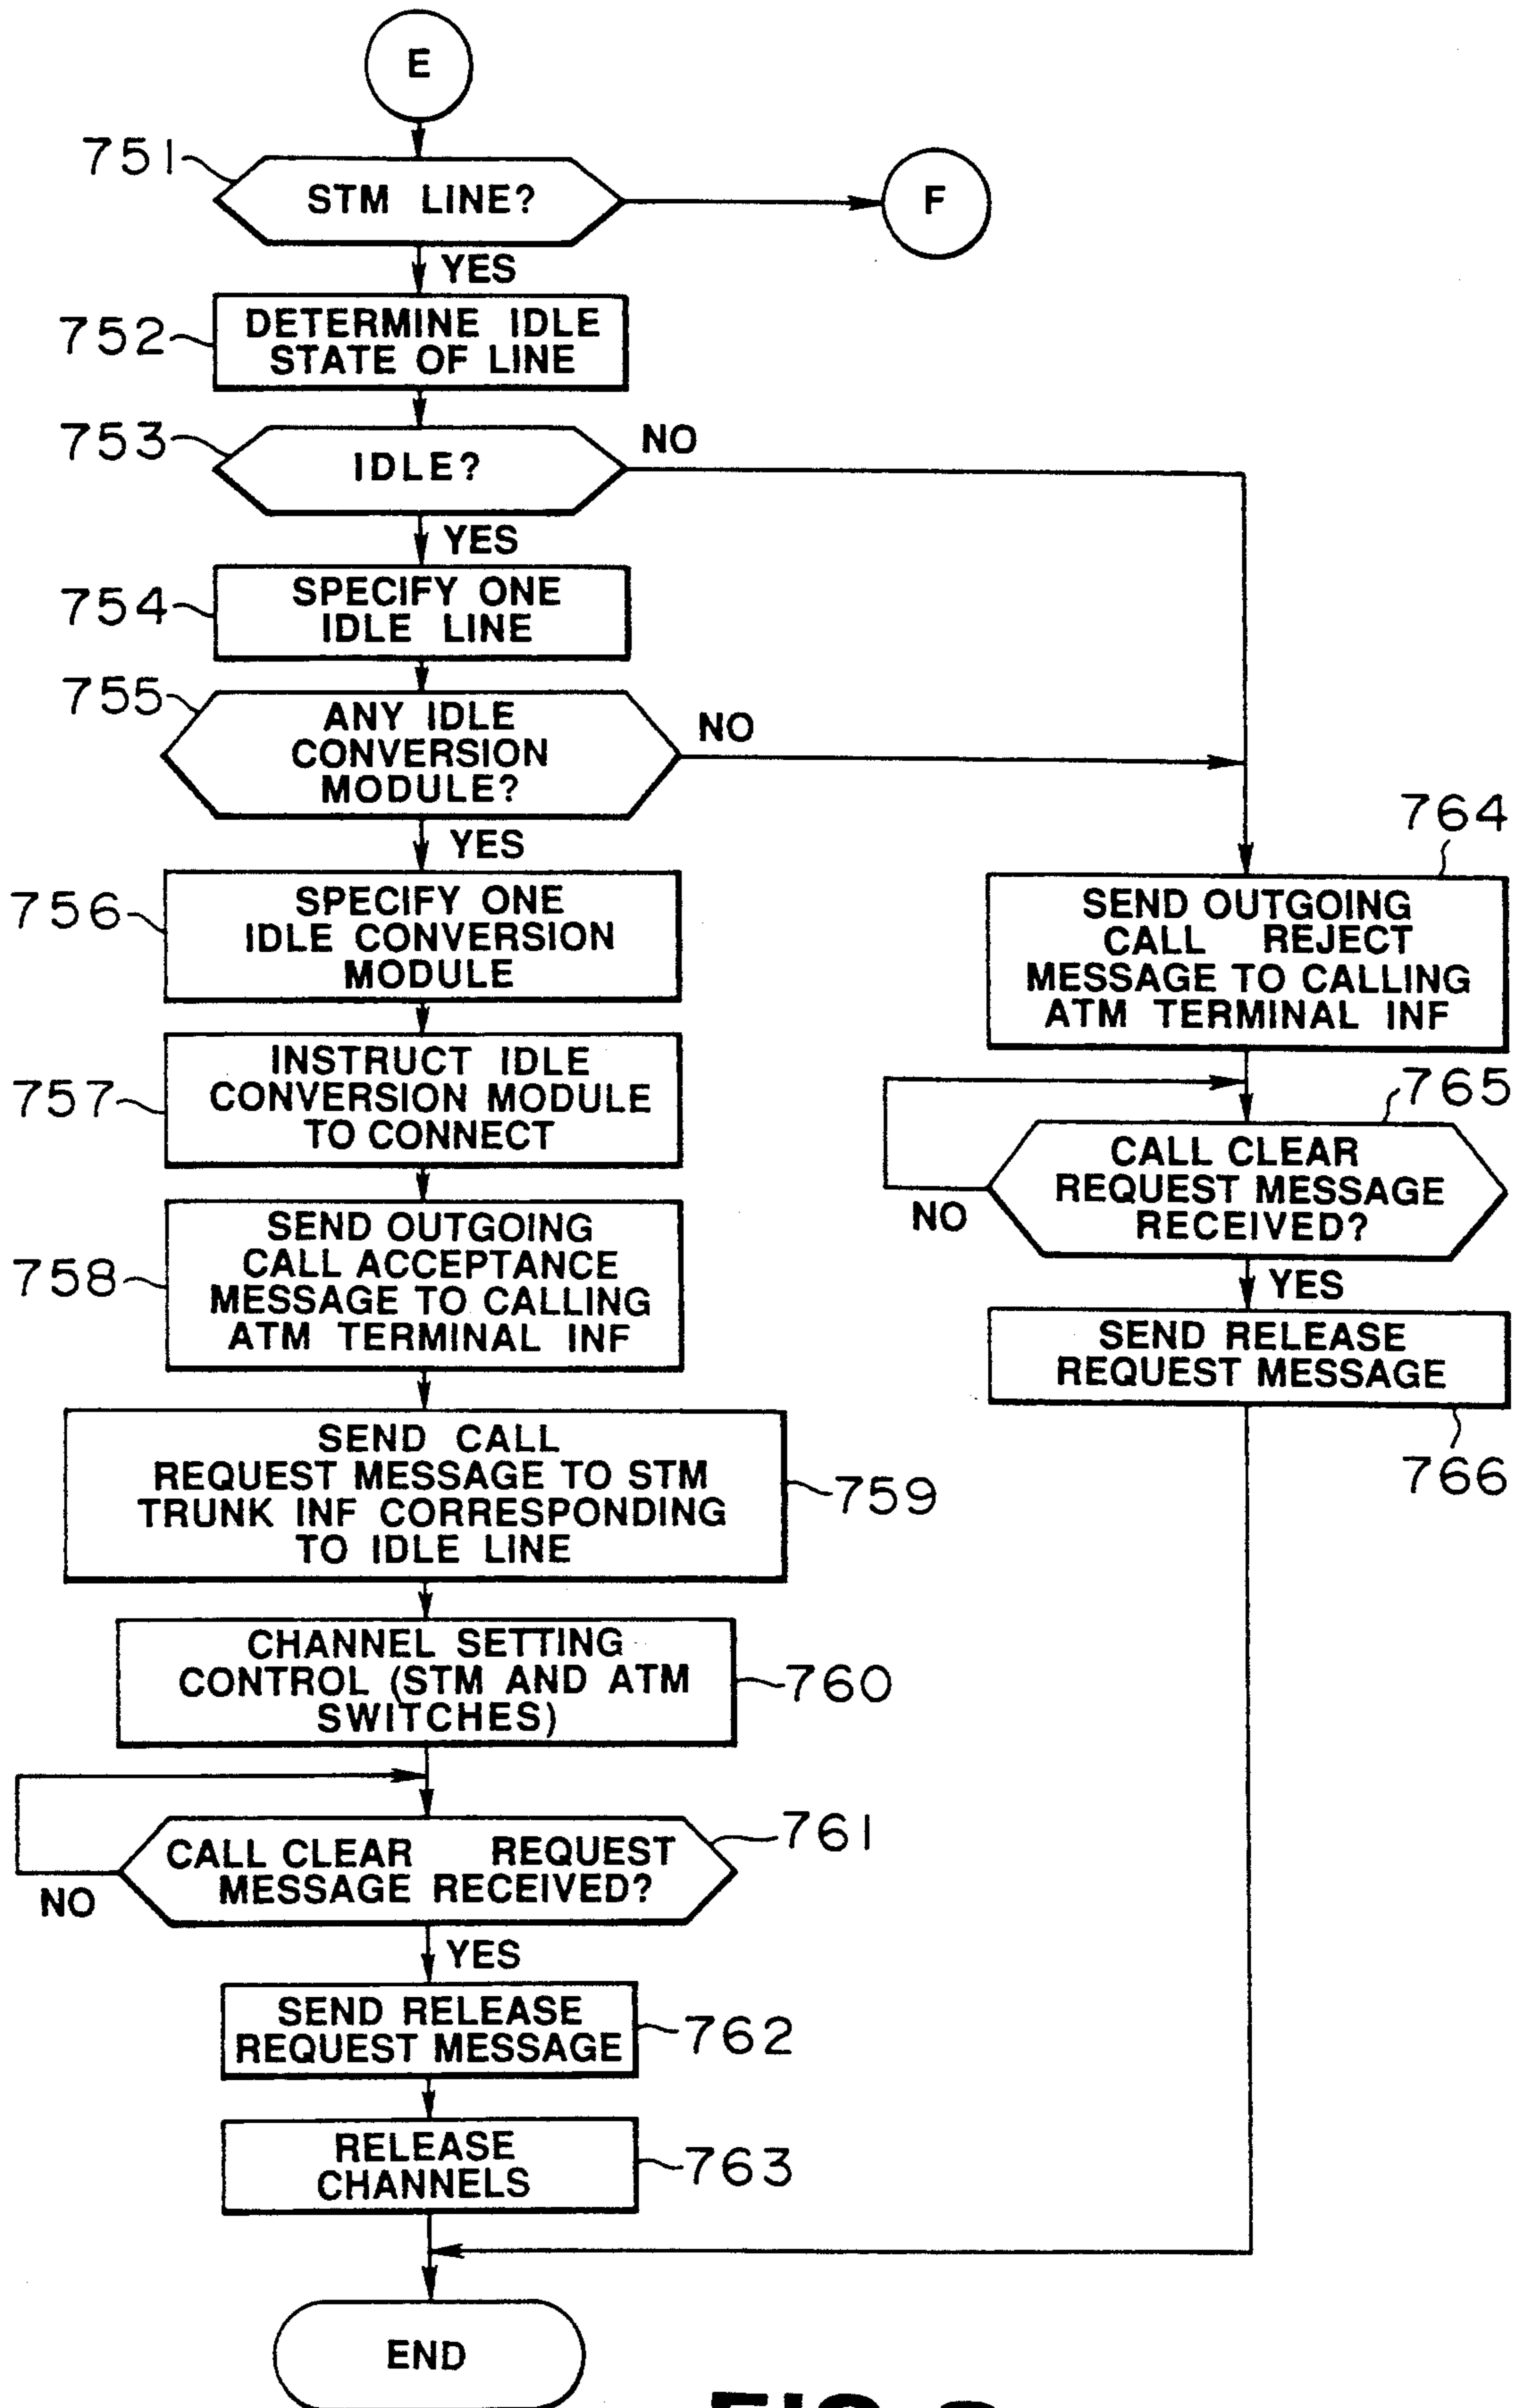 E
751
STM LINE?
F
YES
752
DETERMINE IDLE
STATE OF LINE
753
IDLE?
NO
YES
754
SPECIFY ONE
IDLE LINE
755
ANY IDLE
CONVERSION
MODULE?
NO
YES
756
SPECIFY ONE
IDLE CONVERSION
MODULE
757
INSTRUCT IDLE
CONVERSION MODULE
TO CONNECT
758
SEND OUTGOING
CALL ACCEPTANCE
MESSAGE TO CALLING
ATM TERMINAL INF
SEND CALL
REQUEST MESSAGE TO STM
TRUNK INF CORRESPONDING
TO IDLE LINE
759
CHANNEL SETTING
CONTROL (STM AND ATM
SWITCHES)
760
CALL CLEAR REQUEST
MESSAGE RECEIVED?
761
NO
YES
SEND RELEASE
REQUEST MESSAGE
762
RELEASE
CHANNELS
763
764
SEND OUTGOING
CALL REJECT
MESSAGE TO CALLING
ATM TERMINAL INF
765
CALL CLEAR
REQUEST MESSAGE
RECEIVED?
NO
YES
SEND RELEASE
REQUEST MESSAGE
766
END